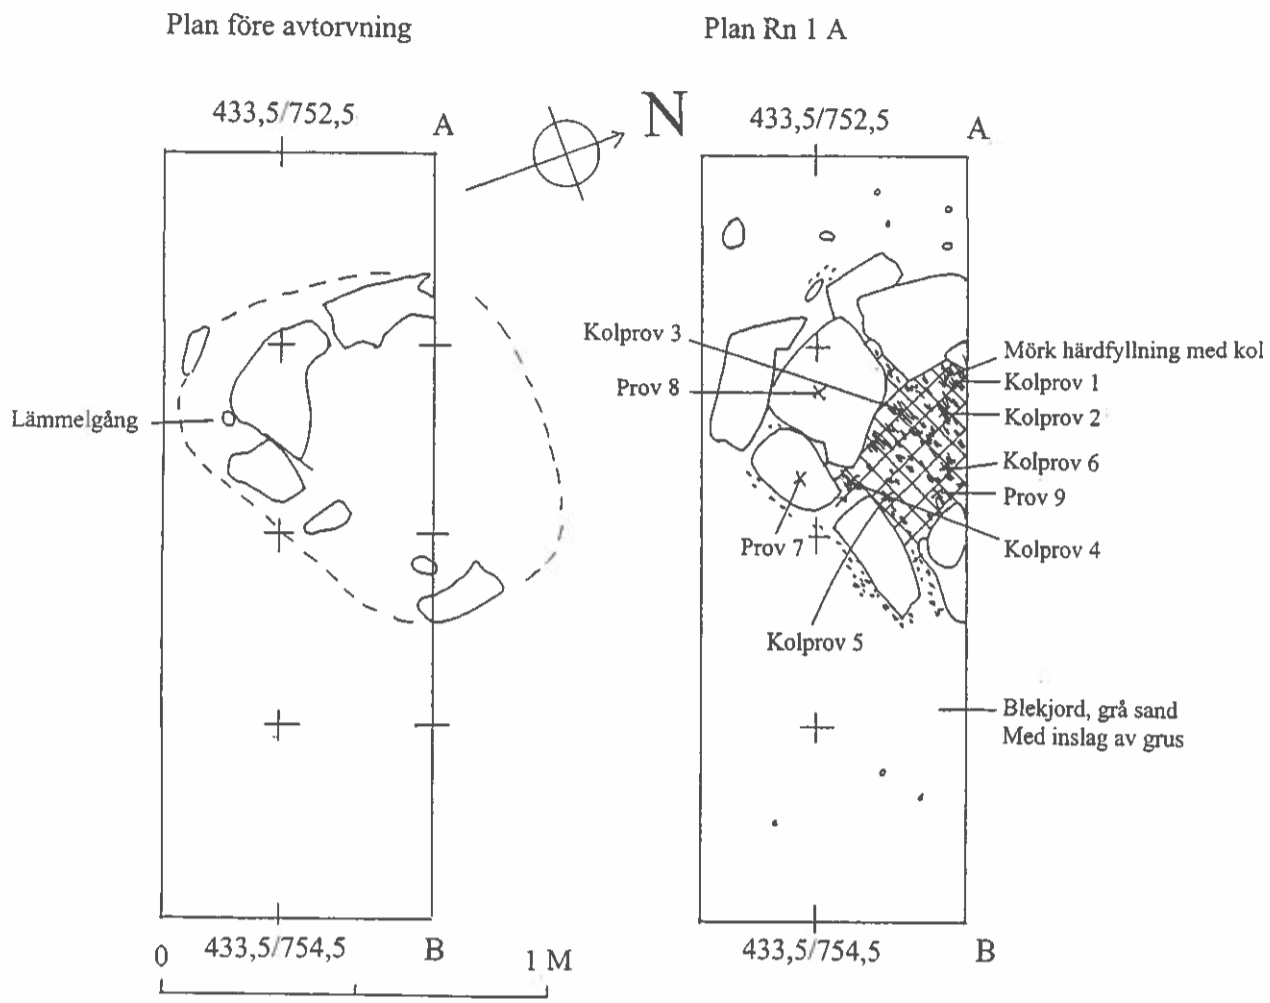 Plan före avtorvning
Plan Rn 1 A
433,5/752,5
A
N
433,5/752,5
A
Kolprov 3
Mörk härdfyllning med kol
Prov 8
Kolprov 1
Lämmelgång
Kolprov 2
Kolprov 6
Prov 9
Prov 7
Kolprov 4
Kolprov 5
Blekjord, grå sand
Med inslag av grus
0
433,5/754,5
B
1 M
433,5/754,5
B